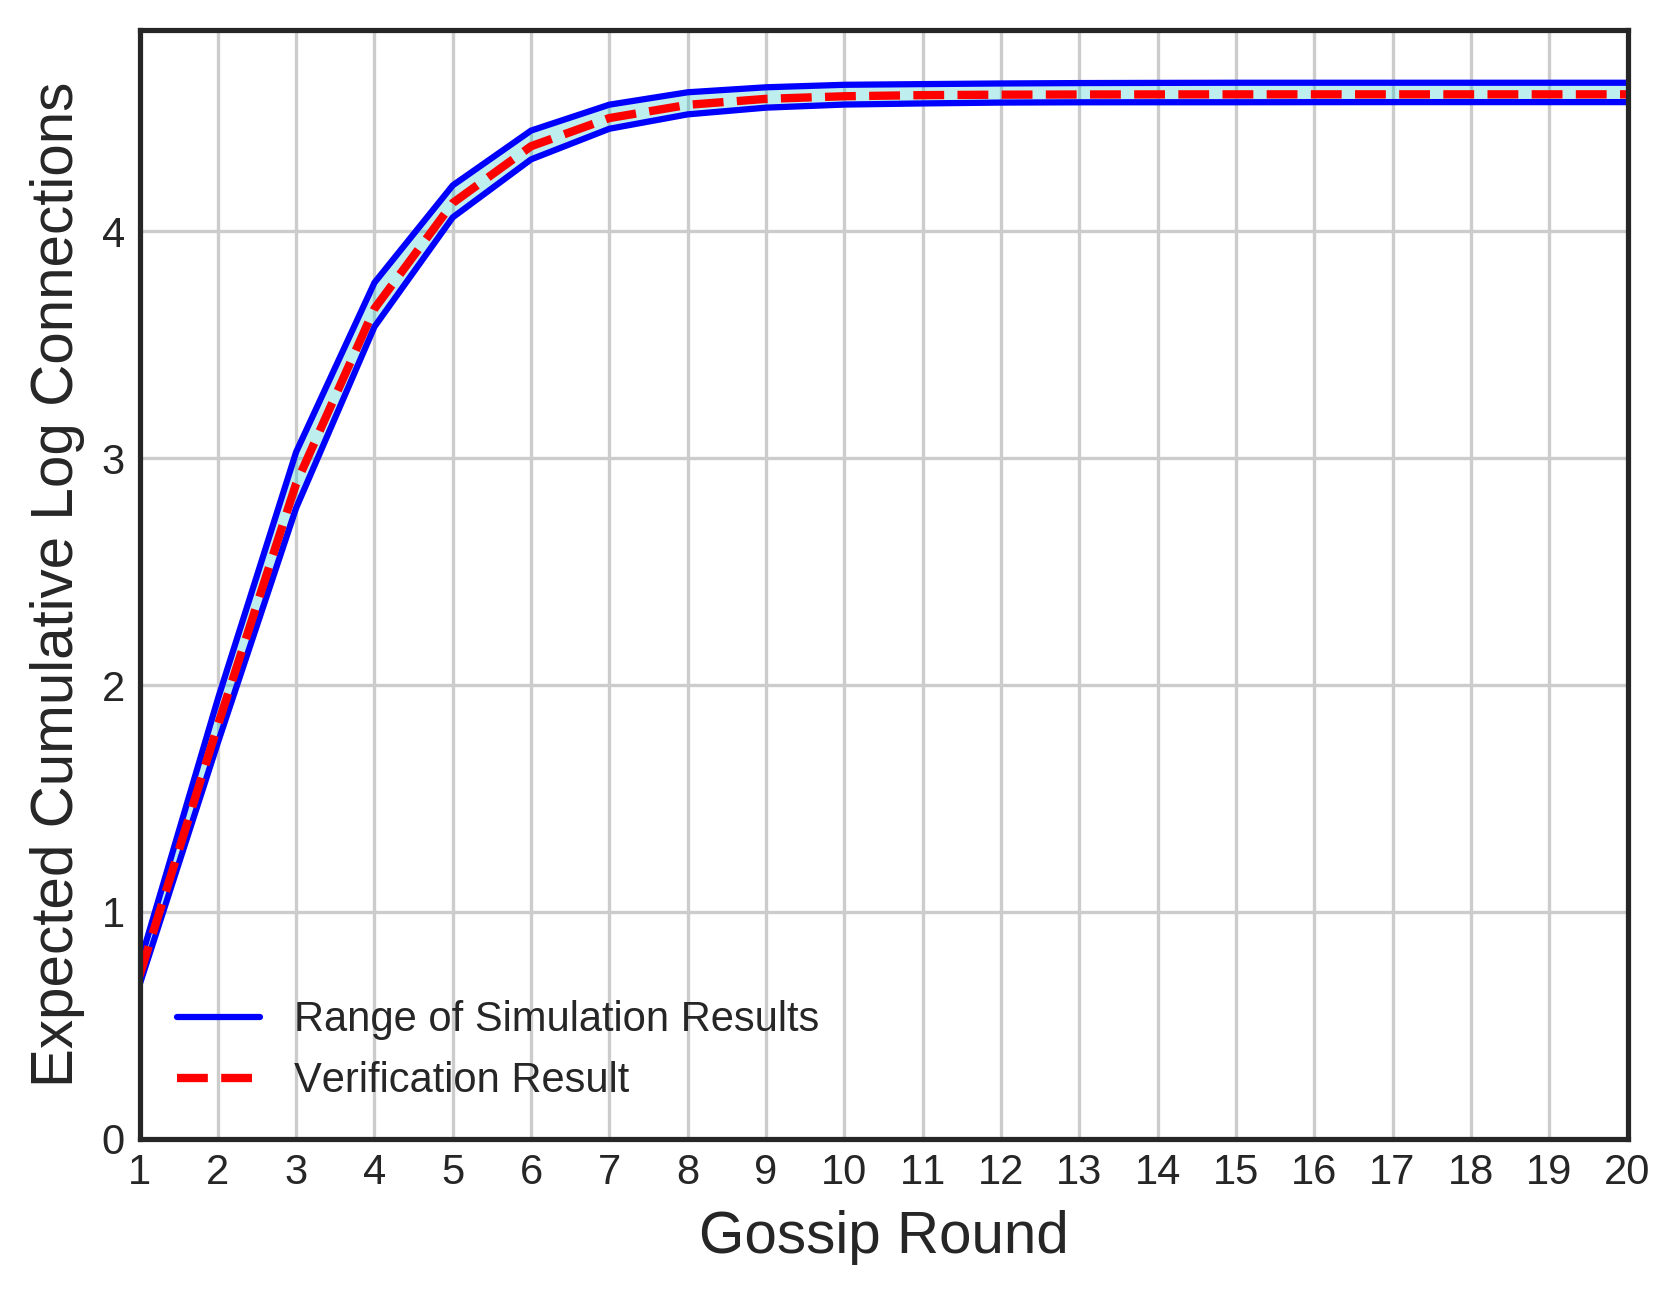 Expected Cumulative Log Connections
4
3
2
1
0
Range of Simulation Results
Verification Result
1 2 3 4 5 6 7 8 9 10 11 12 13 14 15 16 17 18 19 20
Gossip Round